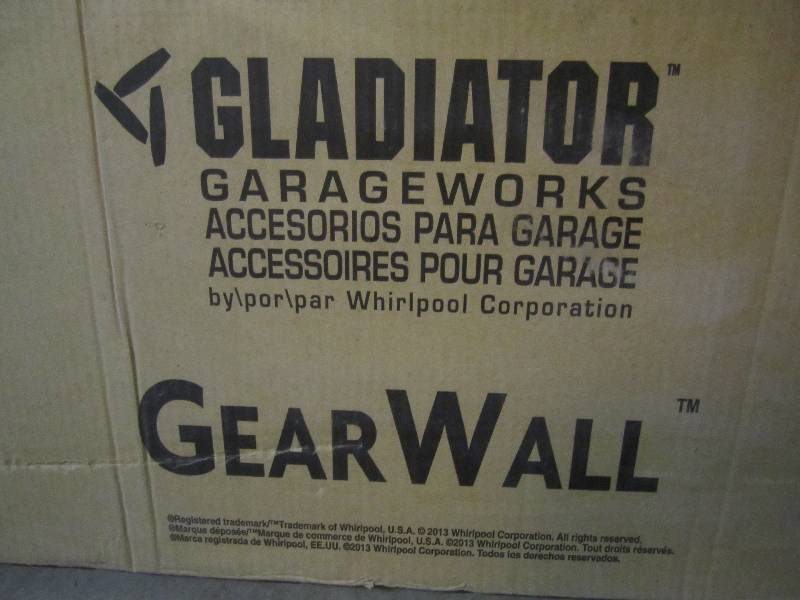 GLADIATOR™
GARAGEWORKS
ACCESORIOS PARA GARAGE
ACCESSOIRES POUR GARAGE
by\por\par Whirlpool Corporation
GEARWALL™
®Registered trademark/™Trademark of Whirlpool, U.S.A. © 2013 Whirlpool Corporation. All rights reserved.
®Marque déposée/™Marque de commerce de Whirlpool, U.S.A. ©2013 Whirlpool Corporation. Tout droits réservés.
®Marca registrada de Whirlpool, EE.UU. ©2013 Whirlpool Corporation. Todos los derechos reservados.